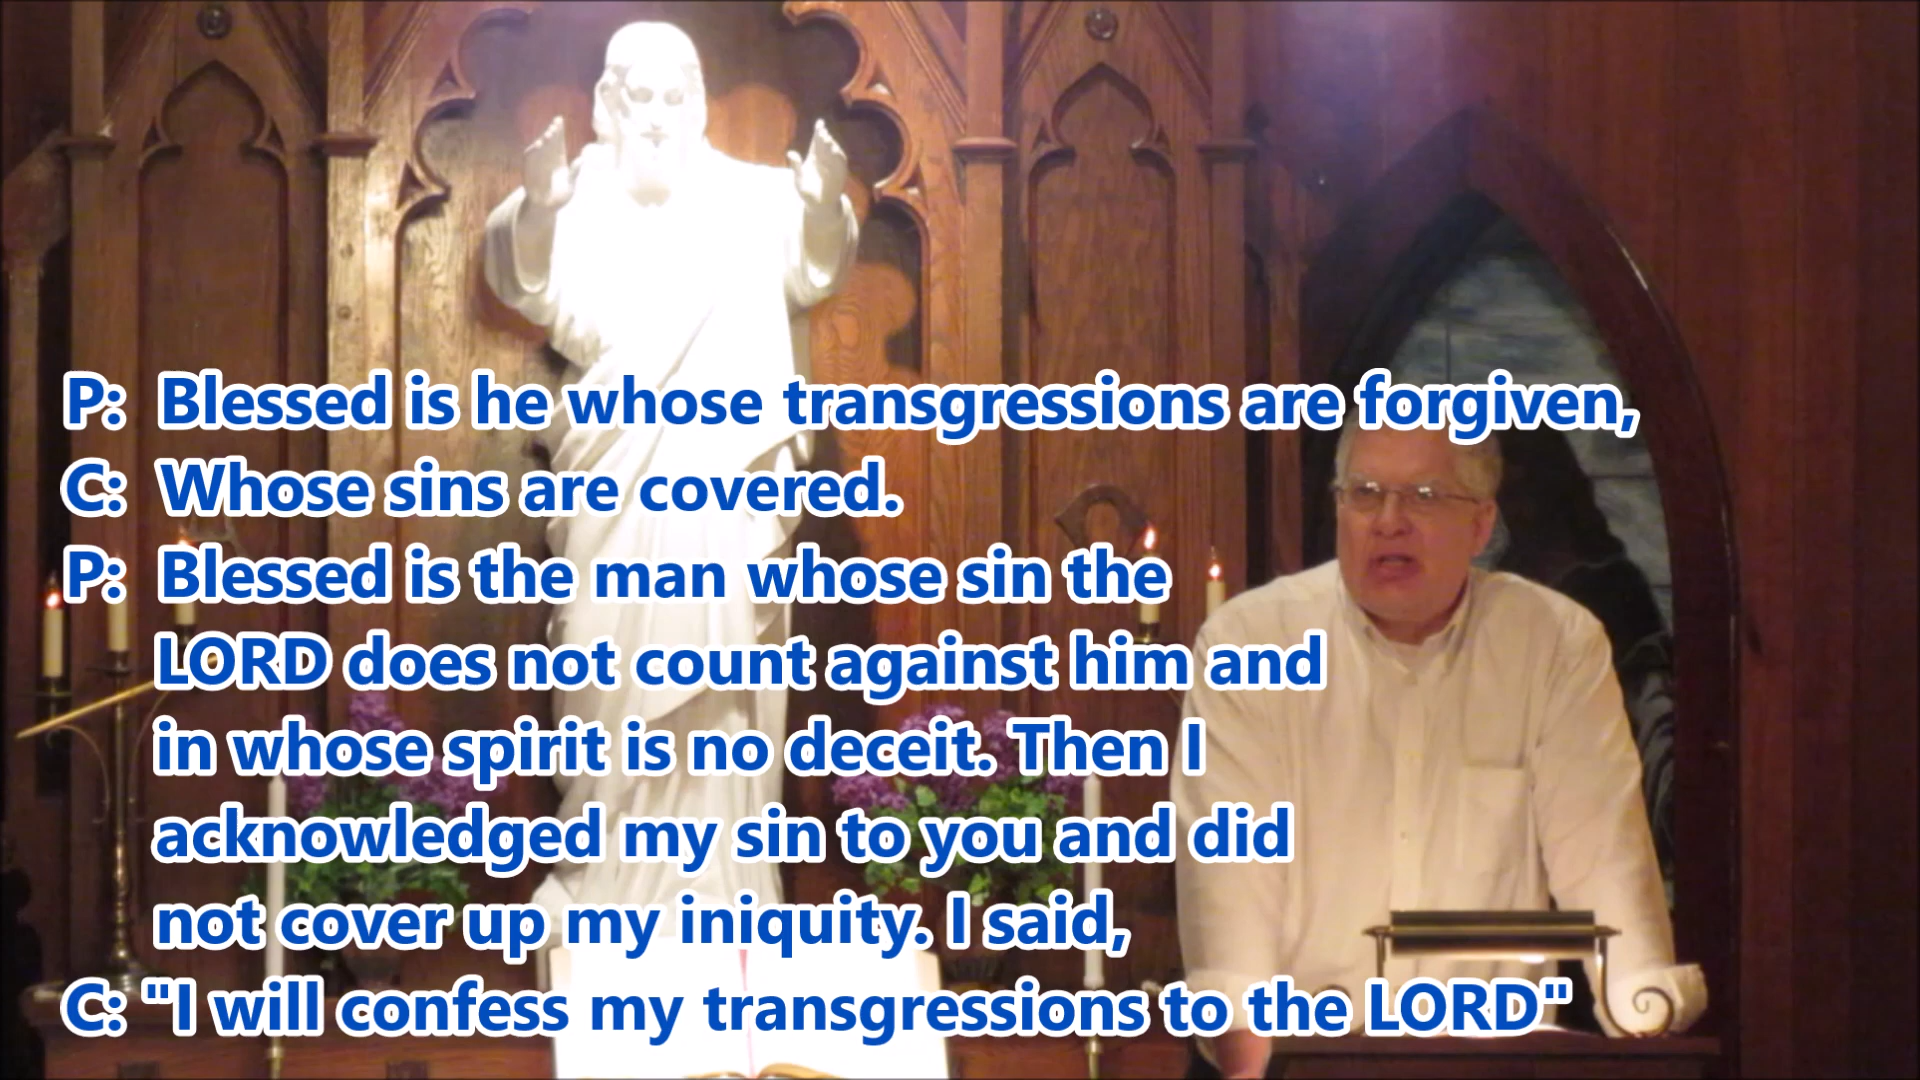 P: Blessed is he whose transgressions are forgiven,
C: Whose sins are covered.
P: Blessed is the man whose sin the
LORD does not count against him and
in whose spirit is no deceit. Then I
acknowledged my sin to you and did
not cover up my iniquity. I said,
C: "I will confess my transgressions to the LORD"